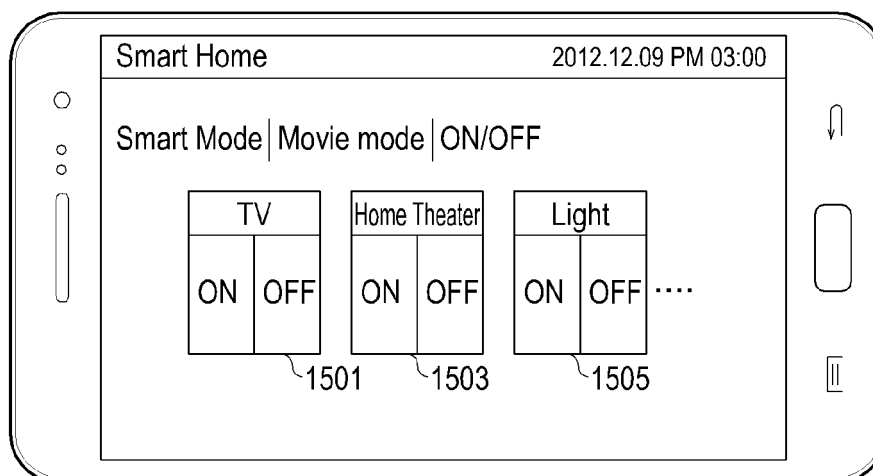 Smart Home 2012.12.09 PM 03:00
Smart Mode Movie mode ON/OFF
TV Home Theater Light
ON OFF ON OFF ON OFF ....
1501 1503 1505